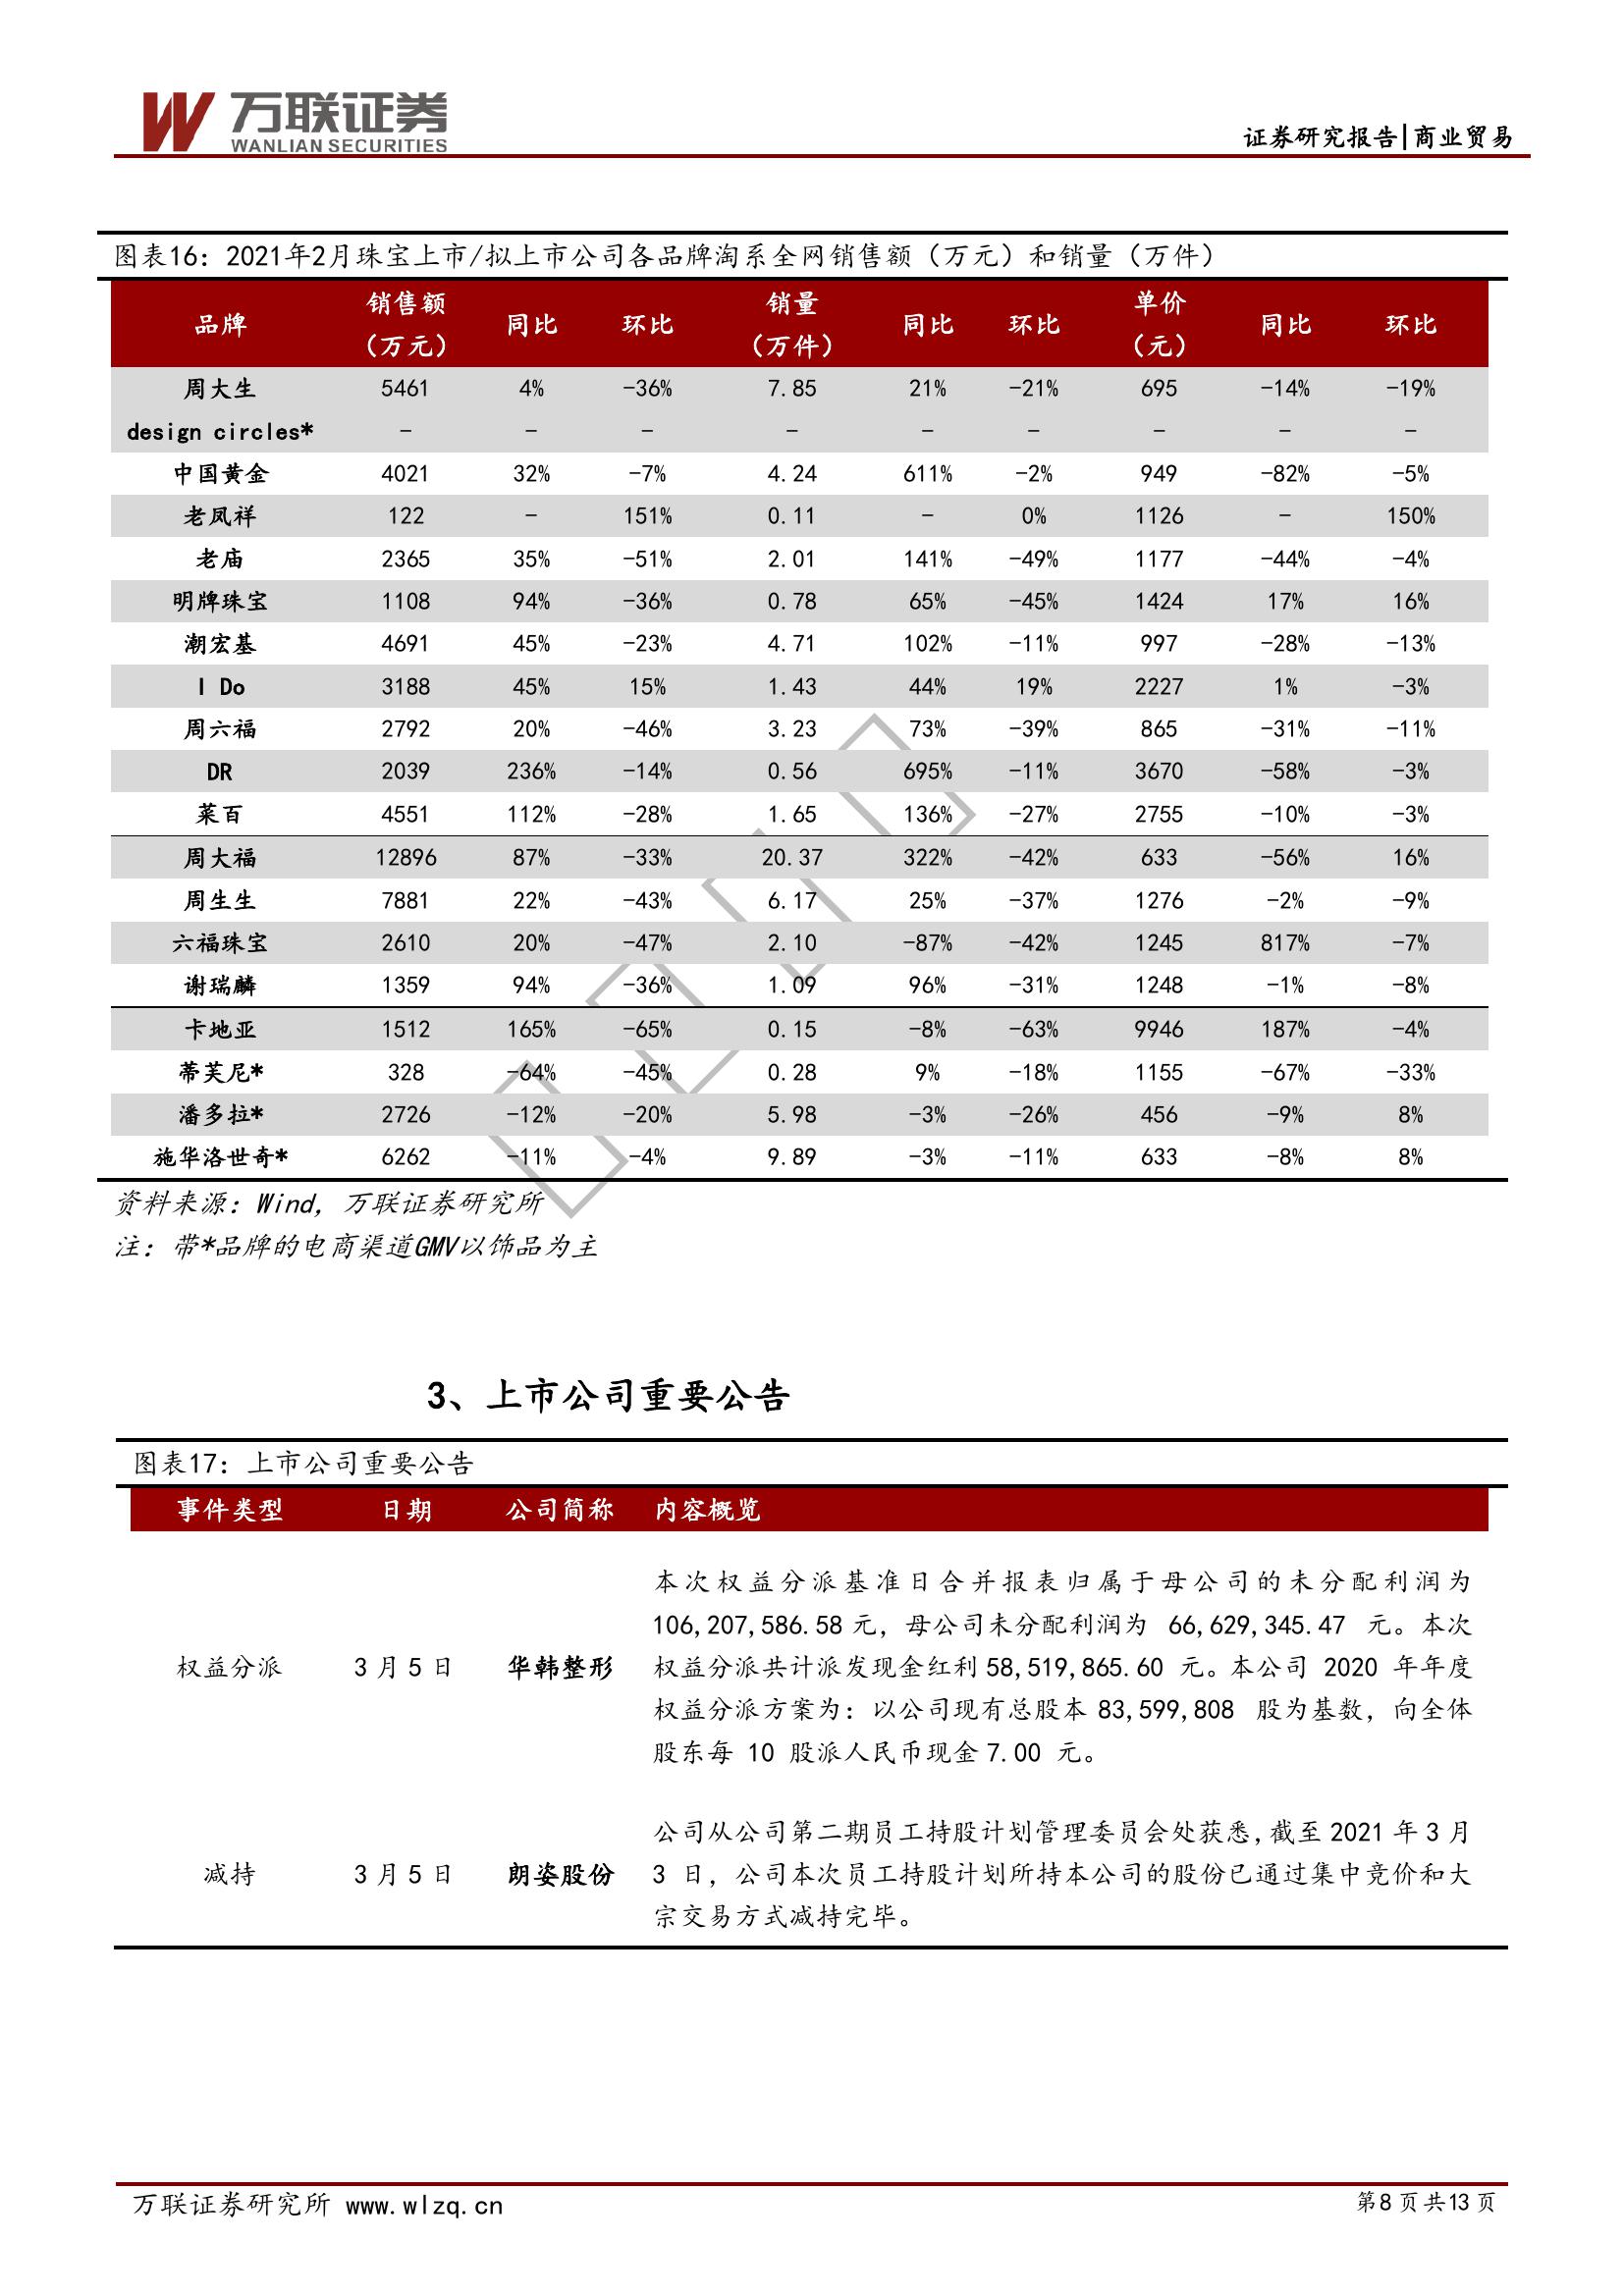 万联证券
WANLIAN SECURITIES
证券研究报告|商业贸易
图表16：2021年2月珠宝上市/拟上市公司各品牌淘系全网销售额（万元）和销量（万件）
品牌 销售额（万元） 同比 环比 销量（万件） 同比 环比 单价（元） 同比 环比
周大生 5461 4% -36% 7.85 21% -21% 695 -14% -19%
design circles* - - - - - - - - -
中国黄金 4021 32% -7% 4.24 611% -2% 949 -82% -5%
老凤祥 122 - 151% 0.11 - 0% 1126 - 150%
老庙 2365 35% -51% 2.01 141% -49% 1177 -44% -4%
明牌珠宝 1108 94% -36% 0.78 65% -45% 1424 17% 16%
潮宏基 4691 45% -23% 4.71 102% -11% 997 -28% -13%
I Do 3188 45% 15% 1.43 44% 19% 2227 1% -3%
周六福 2792 20% -46% 3.23 73% -39% 865 -31% -11%
DR 2039 236% -14% 0.56 695% -11% 3670 -58% -3%
菜百 4551 112% -28% 1.65 136% -27% 2755 -10% -3%
周大福 12896 87% -33% 20.37 322% -42% 633 -56% 16%
周生生 7881 22% -43% 6.17 25% -37% 1276 -2% -9%
六福珠宝 2610 20% -47% 2.10 -87% -42% 1245 817% -7%
谢瑞麟 1359 94% -36% 1.09 96% -31% 1248 -1% -8%
卡地亚 1512 165% -65% 0.15 -8% -63% 9946 187% -4%
蒂芙尼* 328 -64% -45% 0.28 9% -18% 1155 -67% -33%
潘多拉* 2726 -12% -20% 5.98 -3% -26% 456 -9% 8%
施华洛世奇* 6262 -11% -4% 9.89 -3% -11% 633 -8% 8%
资料来源：Wind，万联证券研究所
注：带*品牌的电商渠道GMV以饰品为主
3、上市公司重要公告
图表17：上市公司重要公告
事件类型 日期 公司简称 内容概览
本次权益分派基准日合并报表归属于母公司的未分配利润为
106,207,586.58 元，母公司未分配利润为 66,629,345.47 元。本次
权益分派 3 月 5 日 华韩整形 权益分派共计派发现金红利 58,519,865.60 元。本公司 2020 年年度
权益分派方案为：以公司现有总股本 83,599,808 股为基数，向全体
股东每 10 股派人民币现金 7.00 元。
公司从公司第二期员工持股计划管理委员会处获悉,截至 2021 年 3 月
减持 3 月 5 日 朗姿股份 3 日，公司本次员工持股计划所持本公司的股份已通过集中竞价和大
宗交易方式减持完毕。
万联证券研究所 www.wlzq.cn 第8页共13页